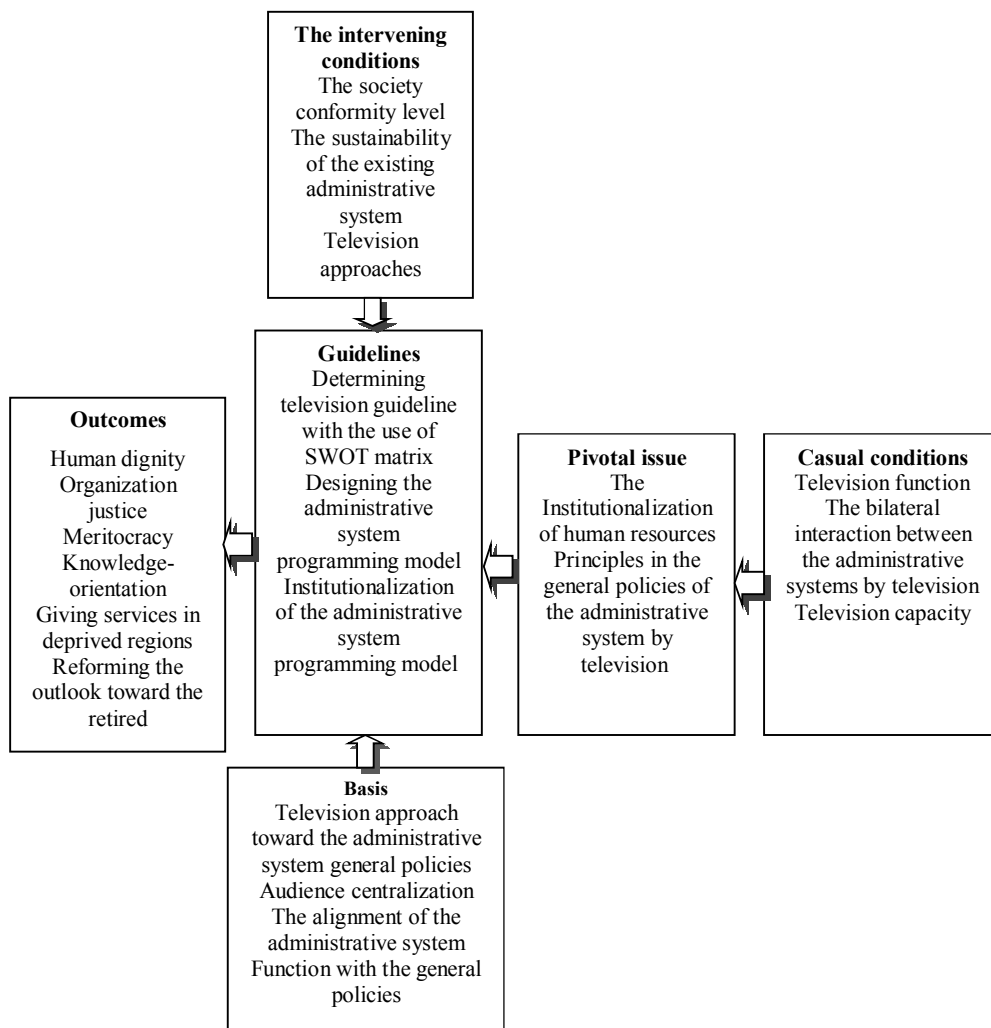 The intervening
conditions
The society
conformity level
The sustainability
of the existing
administrative
system
Television
approaches
Guidelines
Determining
television guideline
with the use of
SWOT matrix
Designing the
administrative
system
programming model
Institutionalization
of the administrative
system
programming model
Outcomes
Human dignity
Organization
justice
Meritocracy
Knowledge-
orientation
Giving services in
deprived regions
Reforming the
outlook toward the
retired
Pivotal issue
The
Institutionalization
of human resources
Principles in the
general policies of
the administrative
system by
television
Casual conditions
Television function
The bilateral
interaction between
the administrative
systems by television
Television capacity
Basis
Television approach
toward the administrative
system general policies
Audience centralization
The alignment of the
administrative system
Function with the general
policies